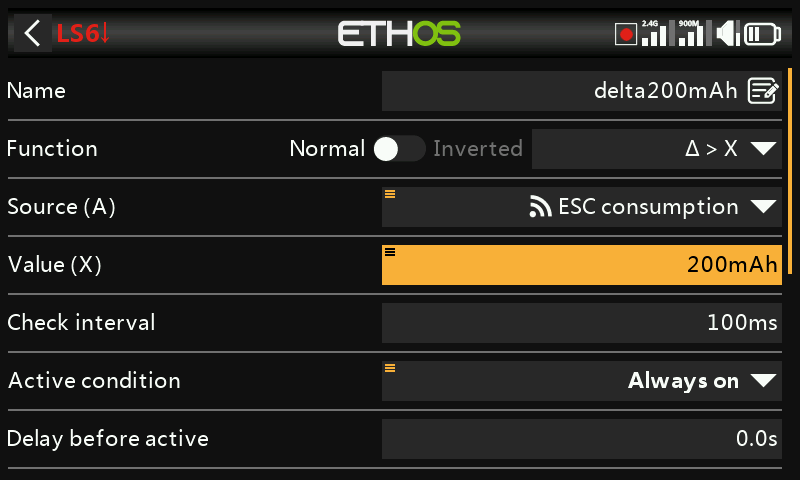 LS6↓ ETHOS 2.4G 900M
Name delta200mAh
Function Normal Inverted Δ > X
Source (A) ESC consumption
Value (X) 200mAh
Check interval 100ms
Active condition Always on
Delay before active 0.0s